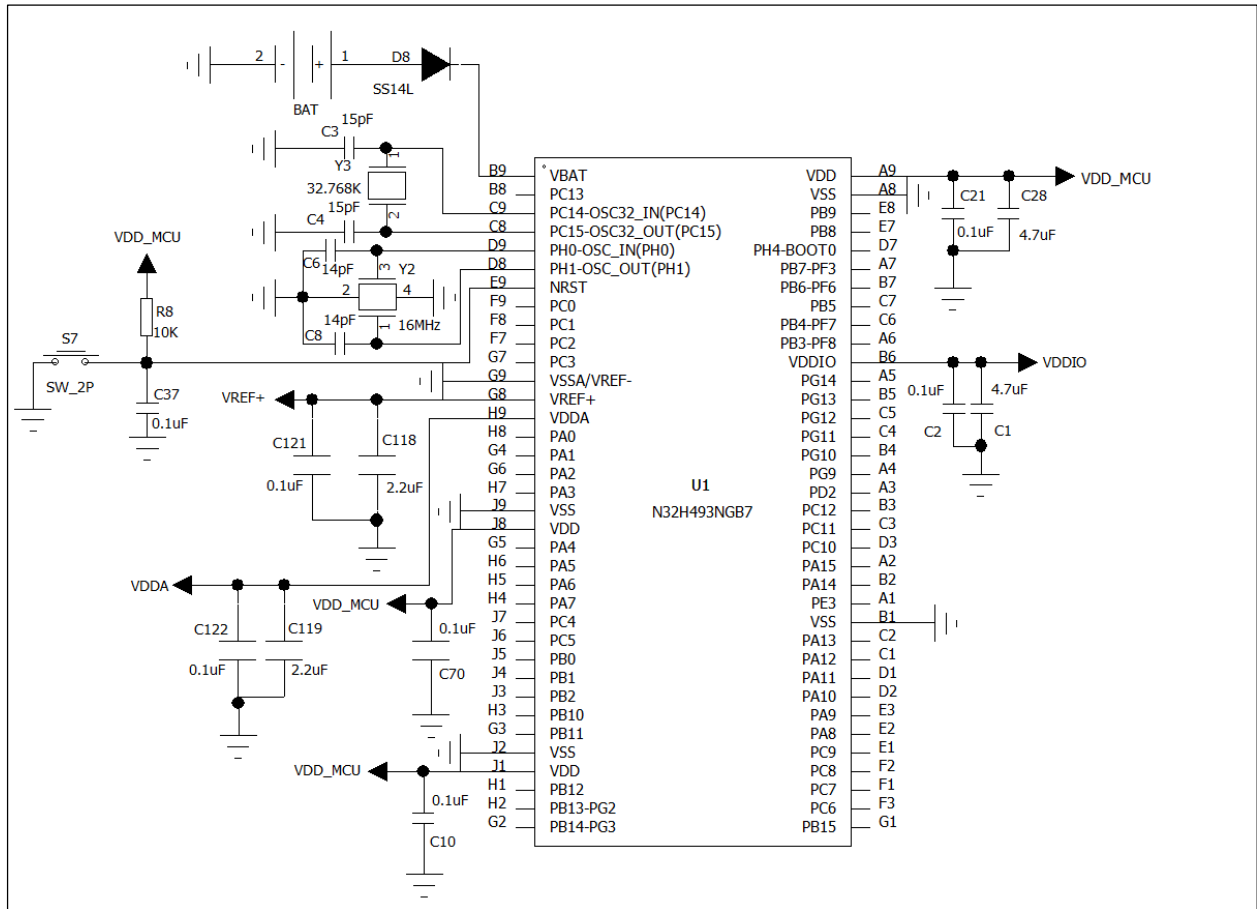 2 - + 1 D8
SS14L
BAT
15pF
C3
1
Y3
32.768K
15pF
2
C4
VDD_MCU
C6
14pF
3
Y2
2 4
14pF
1
16MHz
C8
R8
10K
S7
SW_2P
C37
0.1uF
VREF+
C121
0.1uF
C118
2.2uF
VDDA
C122
0.1uF
C119
2.2uF
VDD_MCU
0.1uF
C70
VDD_MCU
0.1uF
C10
B9 VBAT
B8 PC13
C9 PC14-OSC32_IN(PC14)
C8 PC15-OSC32_OUT(PC15)
D9 PH0-OSC_IN(PH0)
D8 PH1-OSC_OUT(PH1)
E9 NRST
F9 PC0
F8 PC1
F7 PC2
G7 PC3
G9 VSSA/VREF-
G8 VREF+
H9 VDDA
H8 PA0
G4 PA1
G6 PA2
H7 PA3
J9 VSS
J8 VDD
G5 PA4
H6 PA5
H5 PA6
H4 PA7
J7 PC4
J6 PC5
J5 PB0
J4 PB1
J3 PB2
H3 PB10
G3 PB11
J2 VSS
J1 VDD
H1 PB12
H2 PB13-PG2
G2 PB14-PG3
U1
N32H493NGB7
VDD A9
VSS A8
PB9 E8
PB8 E7
PH4-BOOT0 D7
PB7-PF3 A7
PB6-PF6 B7
PB5 C7
PB4-PF7 C6
PB3-PF8 A6
VDDIO B6
PG14 A5
PG13 B5
PG12 C5
PG11 C4
PG10 B4
PG9 A4
PD2 A3
PC12 B3
PC11 C3
PC10 D3
PA15 A2
PA14 B2
PE3 A1
VSS B1
PA13 C2
PA12 C1
PA11 D1
PA10 D2
PA9 E3
PA8 E2
PC9 E1
PC8 F2
PC7 F1
PC6 F3
PB15 G1
VDD_MCU
C21
0.1uF
C28
4.7uF
VDDIO
0.1uF
C2
4.7uF
C1